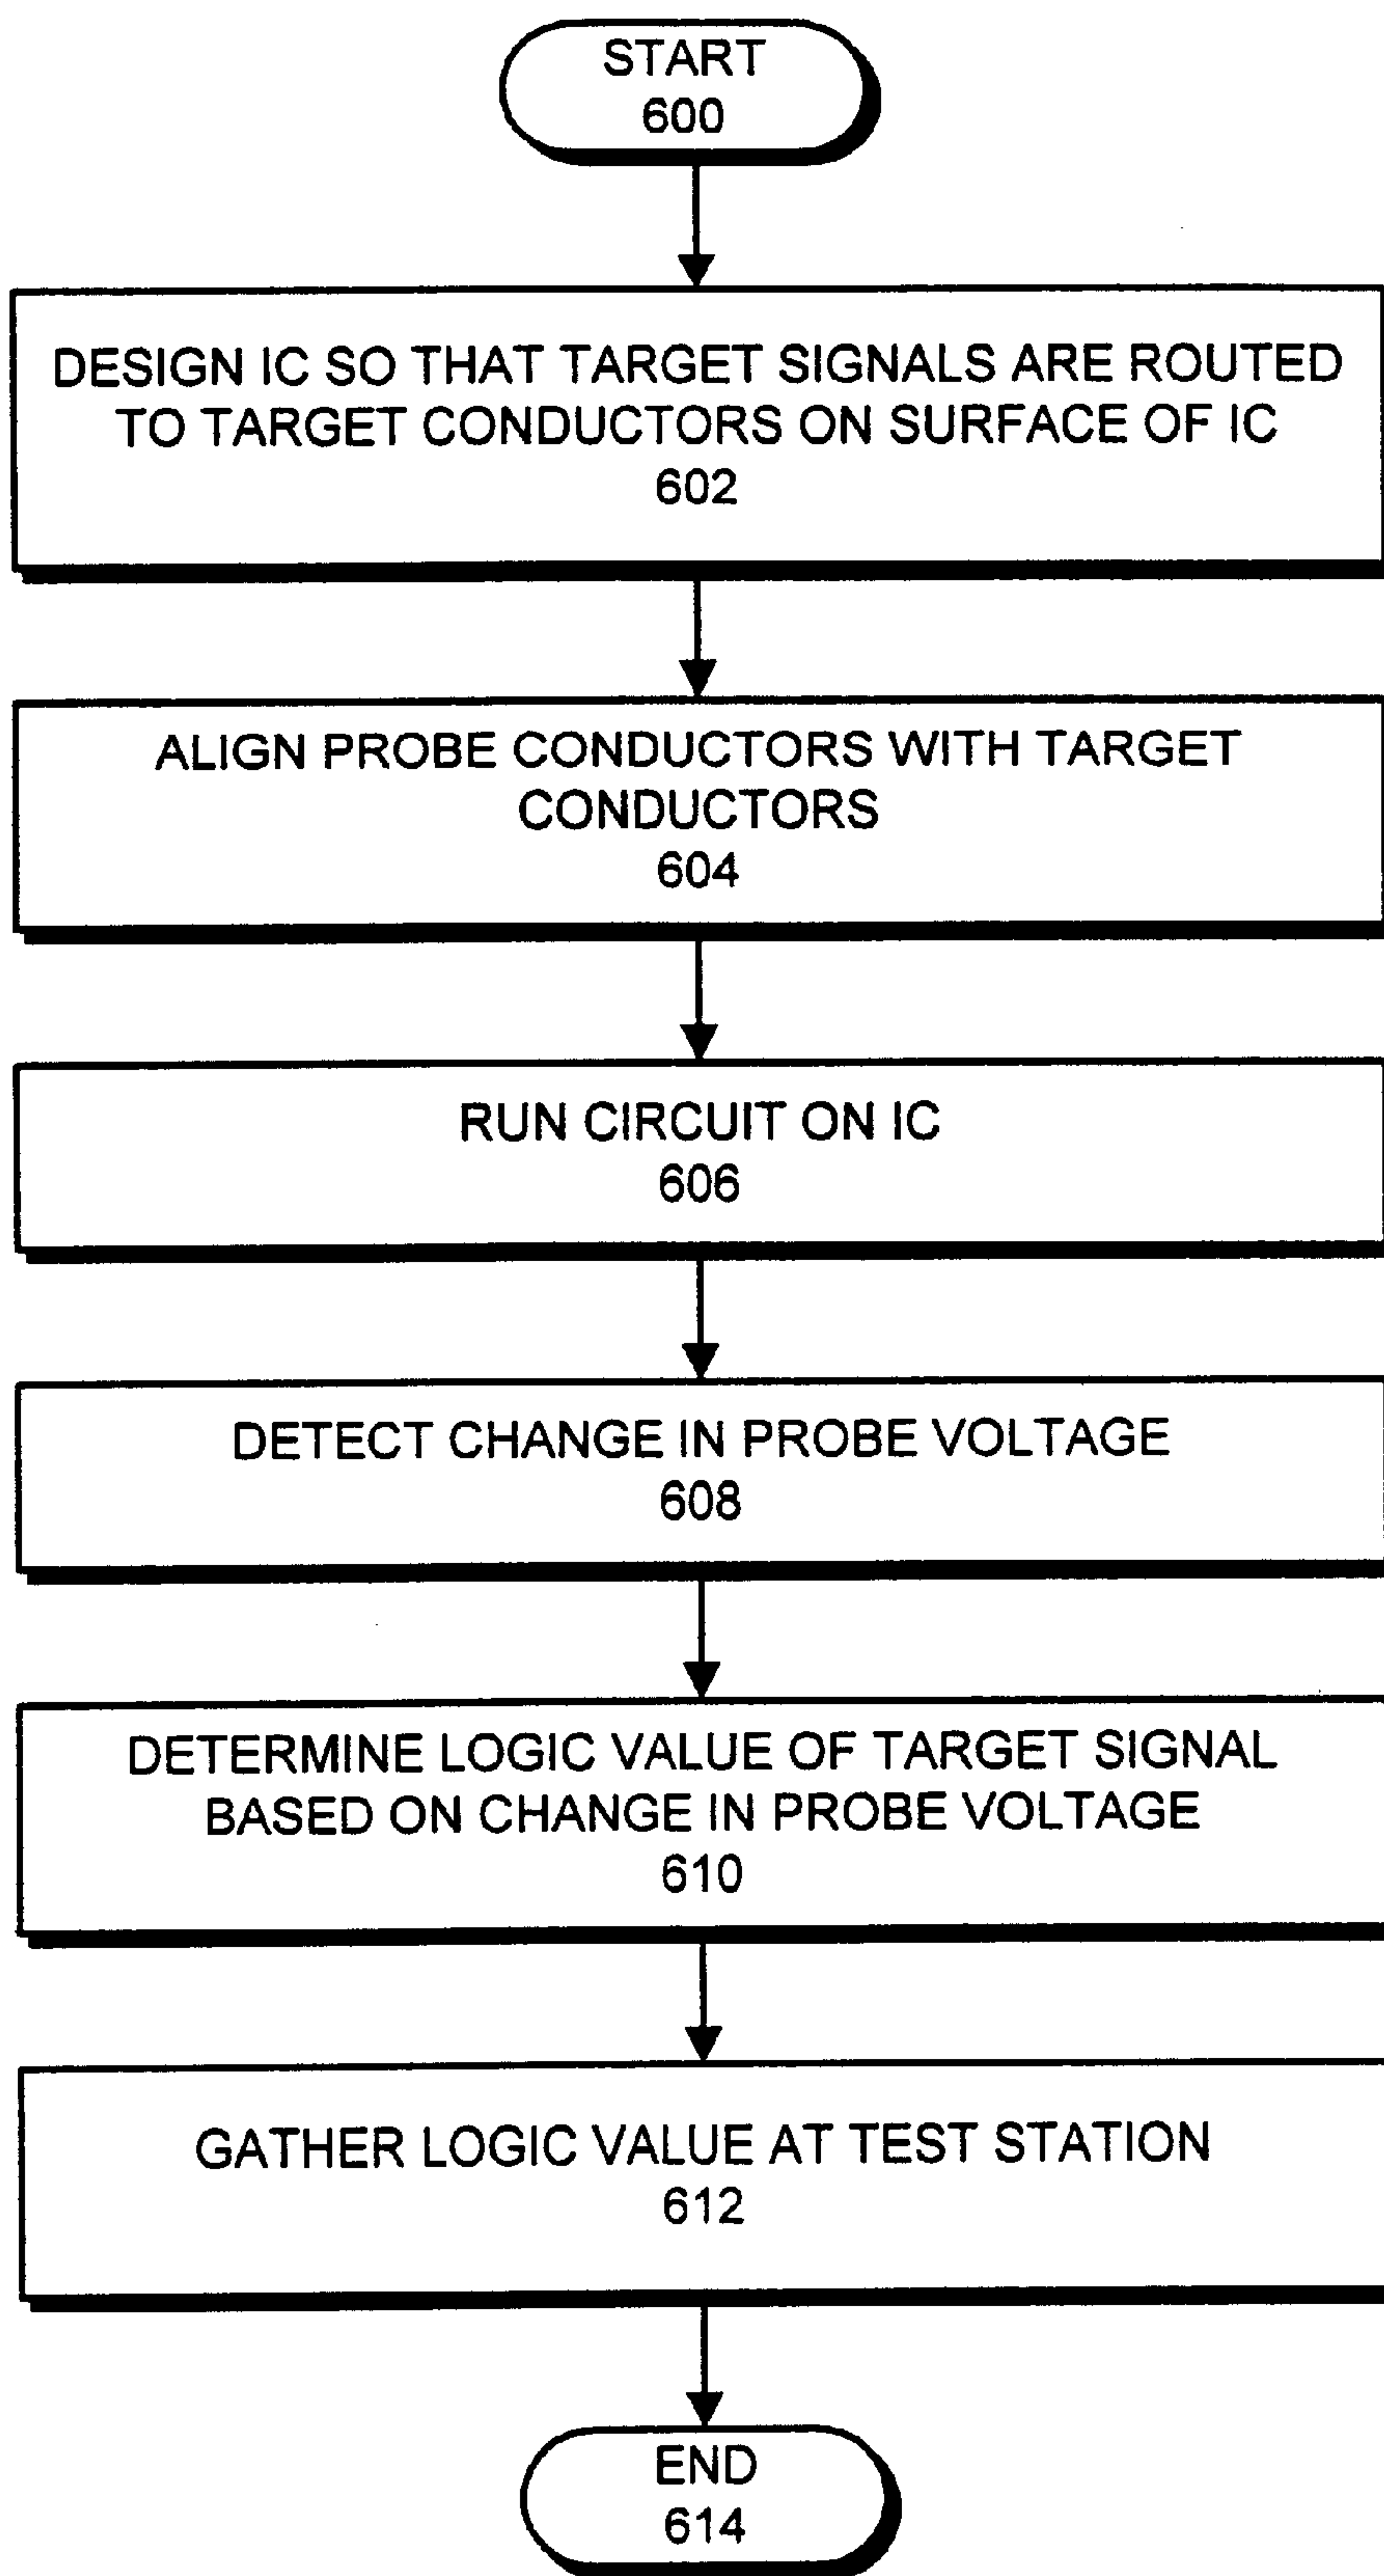 START
600
DESIGN IC SO THAT TARGET SIGNALS ARE ROUTED
TO TARGET CONDUCTORS ON SURFACE OF IC
602
ALIGN PROBE CONDUCTORS WITH TARGET
CONDUCTORS
604
RUN CIRCUIT ON IC
606
DETECT CHANGE IN PROBE VOLTAGE
608
DETERMINE LOGIC VALUE OF TARGET SIGNAL
BASED ON CHANGE IN PROBE VOLTAGE
610
GATHER LOGIC VALUE AT TEST STATION
612
END
614